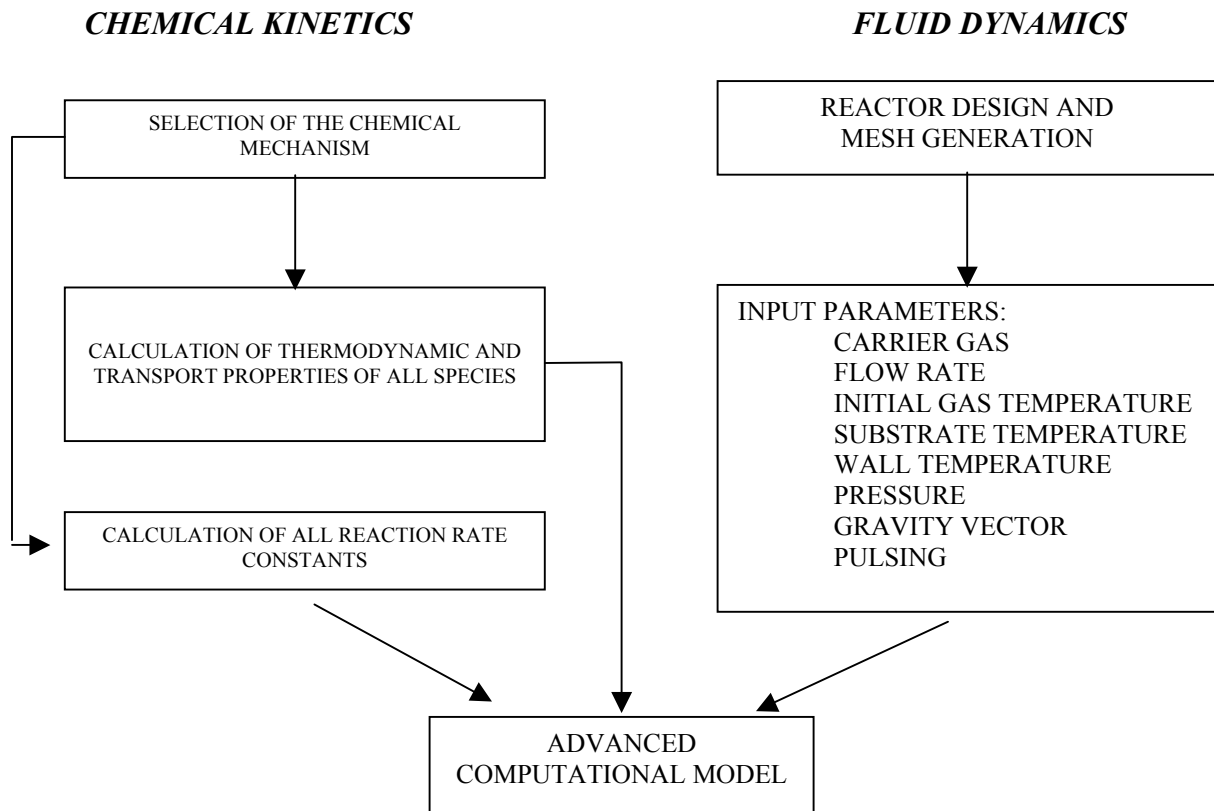 CHEMICAL KINETICS
SELECTION OF THE CHEMICAL
MECHANISM
CALCULATION OF THERMODYNAMIC AND
TRANSPORT PROPERTIES OF ALL SPECIES
CALCULATION OF ALL REACTION RATE
CONSTANTS
FLUID DYNAMICS
REACTOR DESIGN AND
MESH GENERATION
INPUT PARAMETERS:
CARRIER GAS
FLOW RATE
INITIAL GAS TEMPERATURE
SUBSTRATE TEMPERATURE
WALL TEMPERATURE
PRESSURE
GRAVITY VECTOR
PULSING
ADVANCED
COMPUTATIONAL MODEL